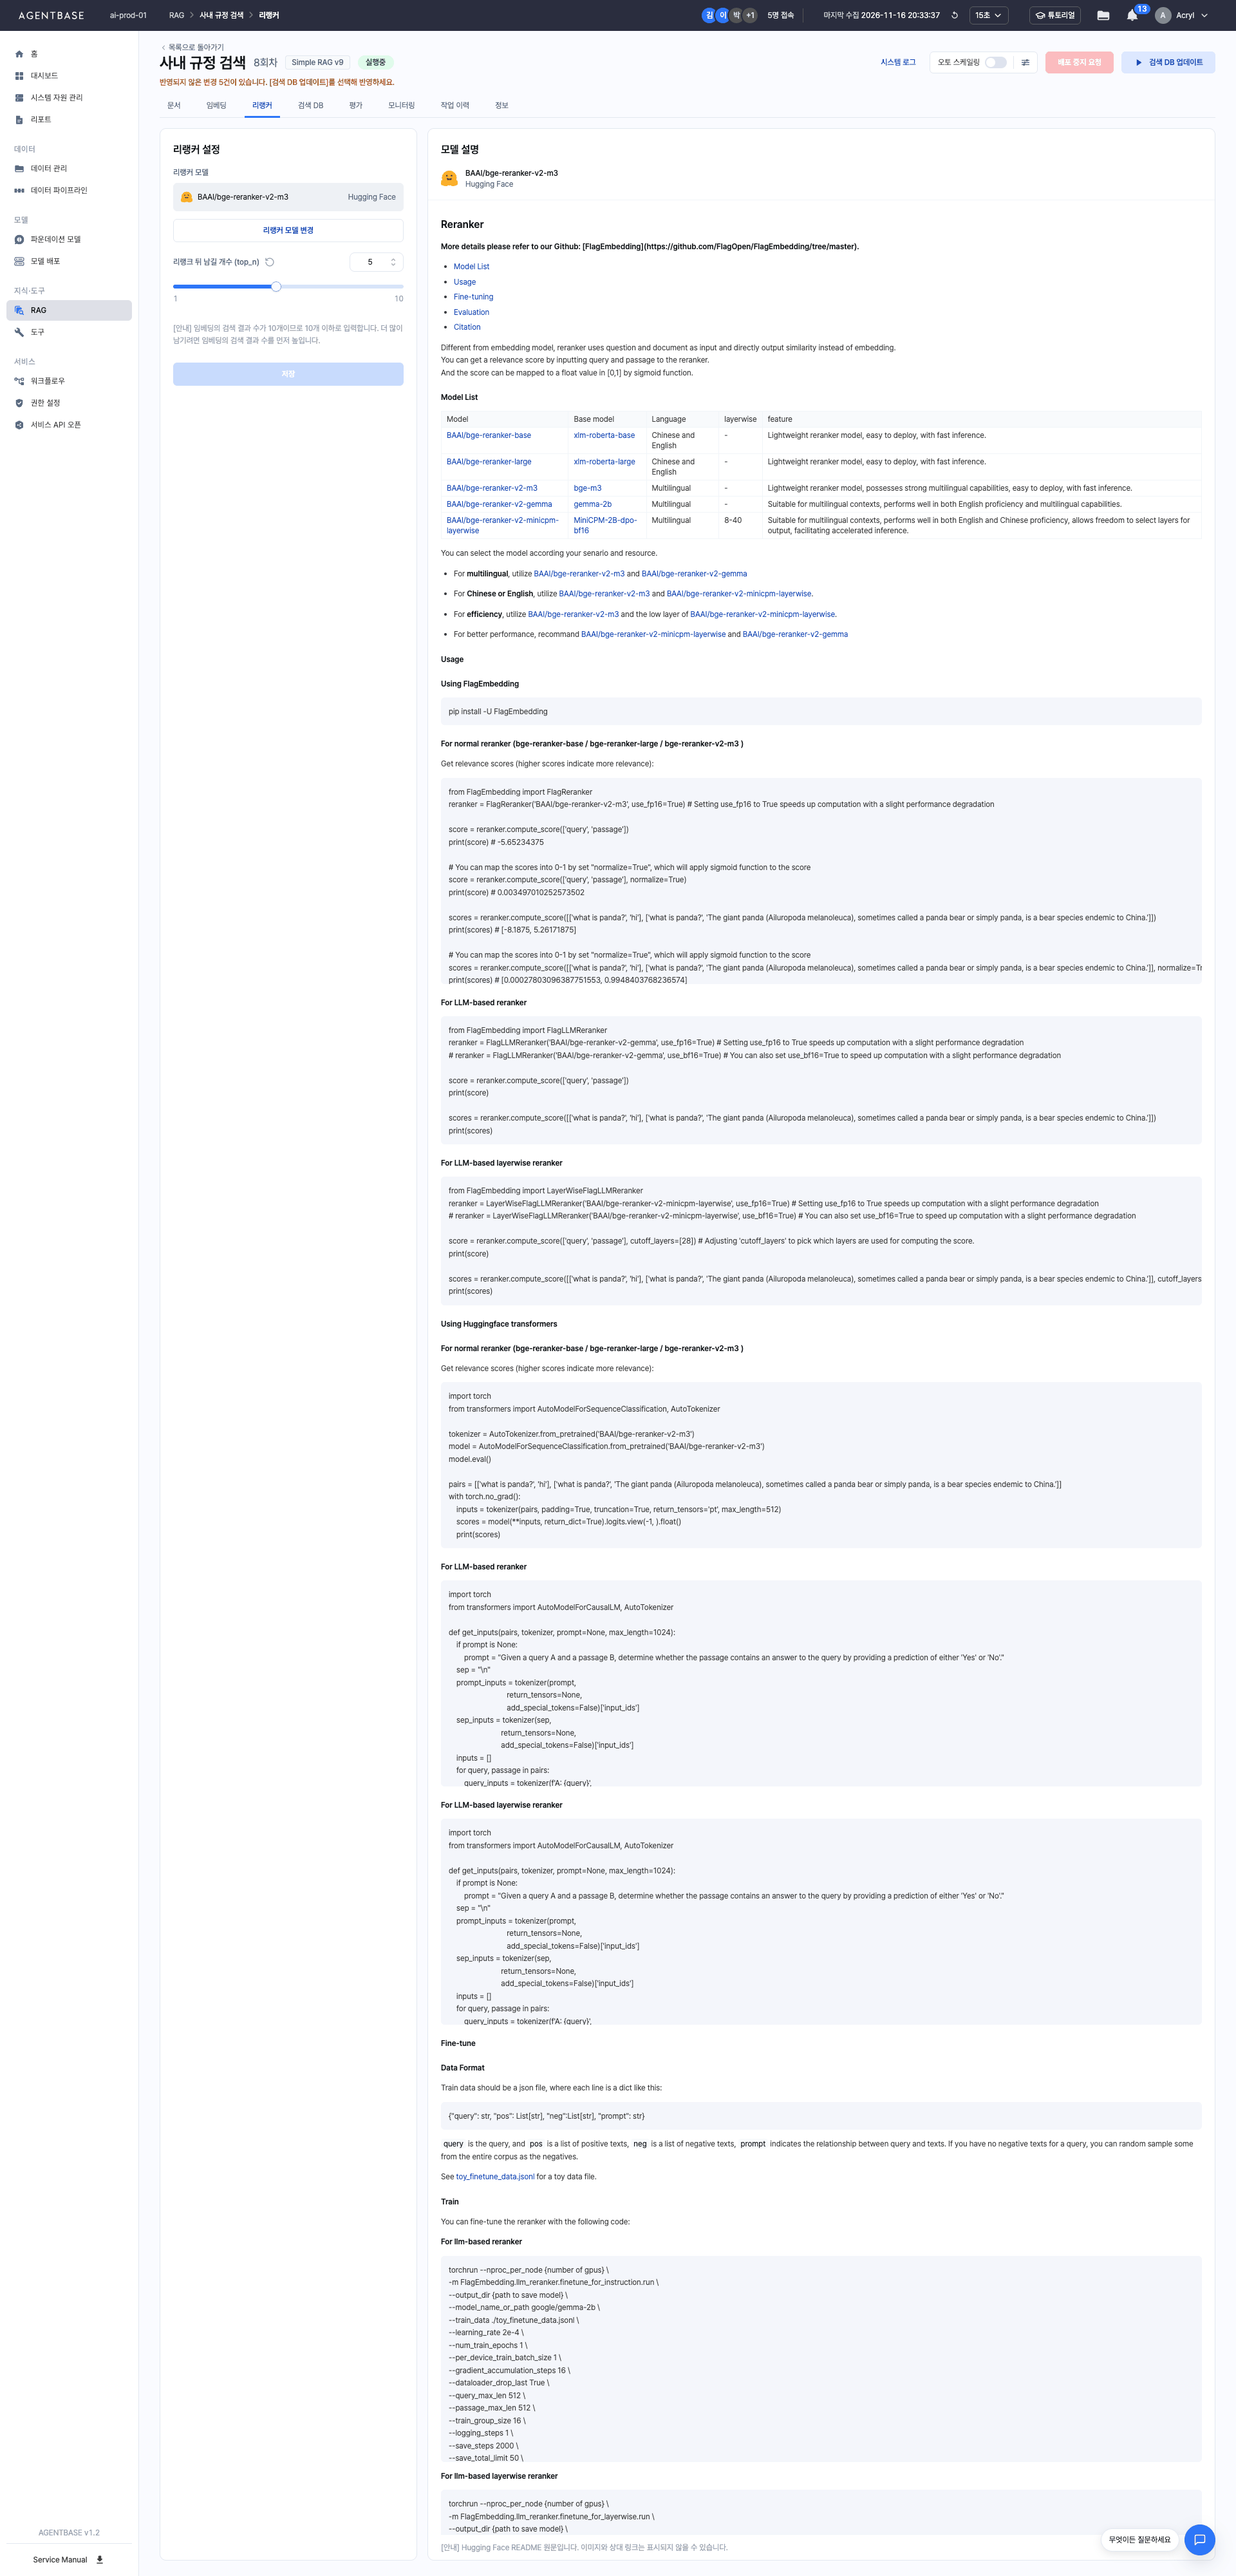 AGENTBASE
ai-prod-01
RAG > 사내 규정 검색 > 리랭커
김 이 박 +1 5명 접속
마지막 수집 2026-11-16 20:33:37
15초
튜토리얼
13
A Acryl
홈
대시보드
시스템 자원 관리
리포트
데이터
데이터 관리
데이터 파이프라인
모델
파운데이션 모델
모델 배포
지식·도구
RAG
도구
서비스
워크플로우
권한 설정
서비스 API 오픈
AGENTBASE v1.2
Service Manual
목록으로 돌아가기
사내 규정 검색 8회차 Simple RAG v9 실행중
반영되지 않은 변경 5건이 있습니다. [검색 DB 업데이트]를 선택해 반영하세요.
시스템 로그
오토 스케일링
배포 중지 요청
검색 DB 업데이트
문서 임베딩 리랭커 검색 DB 평가 모니터링 작업 이력 정보
리랭커 설정
리랭커 모델
BAAI/bge-reranker-v2-m3 Hugging Face
리랭커 모델 변경
리랭크 뒤 남길 개수 (top_n) 5
1 10
[안내] 임베딩의 검색 결과 수가 10개이므로 10개 이하로 입력합니다. 더 많이
남기려면 임베딩의 검색 결과 수를 먼저 높입니다.
저장
모델 설명
BAAI/bge-reranker-v2-m3
Hugging Face
Reranker
More details please refer to our Github: [FlagEmbedding](https://github.com/FlagOpen/FlagEmbedding/tree/master).
Model List
Usage
Fine-tuning
Evaluation
Citation
Different from embedding model, reranker uses question and document as input and directly output similarity instead of embedding.
You can get a relevance score by inputting query and passage to the reranker.
And the score can be mapped to a float value in [0,1] by sigmoid function.
Model List
Model Base model Language layerwise feature
BAAI/bge-reranker-base xlm-roberta-base Chinese and English - Lightweight reranker model, easy to deploy, with fast inference.
BAAI/bge-reranker-large xlm-roberta-large Chinese and English - Lightweight reranker model, easy to deploy, with fast inference.
BAAI/bge-reranker-v2-m3 bge-m3 Multilingual - Lightweight reranker model, possesses strong multilingual capabilities, easy to deploy, with fast inference.
BAAI/bge-reranker-v2-gemma gemma-2b Multilingual - Suitable for multilingual contexts, performs well in both English proficiency and multilingual capabilities.
BAAI/bge-reranker-v2-minicpm-layerwise MiniCPM-2B-dpo-bf16 Multilingual 8-40 Suitable for multilingual contexts, performs well in both English and Chinese proficiency, allows freedom to select layers for output, facilitating accelerated inference.
You can select the model according your senario and resource.
For multilingual, utilize BAAI/bge-reranker-v2-m3 and BAAI/bge-reranker-v2-gemma
For Chinese or English, utilize BAAI/bge-reranker-v2-m3 and BAAI/bge-reranker-v2-minicpm-layerwise.
For efficiency, utilize BAAI/bge-reranker-v2-m3 and the low layer of BAAI/bge-reranker-v2-minicpm-layerwise.
For better performance, recommand BAAI/bge-reranker-v2-minicpm-layerwise and BAAI/bge-reranker-v2-gemma
Usage
Using FlagEmbedding
pip install -U FlagEmbedding
For normal reranker (bge-reranker-base / bge-reranker-large / bge-reranker-v2-m3 )
Get relevance scores (higher scores indicate more relevance):
from FlagEmbedding import FlagReranker
reranker = FlagReranker('BAAI/bge-reranker-v2-m3', use_fp16=True) # Setting use_fp16 to True speeds up computation with a slight performance degradation
score = reranker.compute_score(['query', 'passage'])
print(score) # -5.65234375
# You can map the scores into 0-1 by set "normalize=True", which will apply sigmoid function to the score
score = reranker.compute_score(['query', 'passage'], normalize=True)
print(score) # 0.003497010252573502
scores = reranker.compute_score([['what is panda?', 'hi'], ['what is panda?', 'The giant panda (Ailuropoda melanoleuca), sometimes called a panda bear or simply panda, is a bear species endemic to China.']])
print(scores) # [-8.1875, 5.26171875]
# You can map the scores into 0-1 by set "normalize=True", which will apply sigmoid function to the score
scores = reranker.compute_score([['what is panda?', 'hi'], ['what is panda?', 'The giant panda (Ailuropoda melanoleuca), sometimes called a panda bear or simply panda, is a bear species endemic to China.']], normalize=Tr
print(scores) # [0.00027803096387751553, 0.9948403768236574]
For LLM-based reranker
from FlagEmbedding import FlagLLMReranker
reranker = FlagLLMReranker('BAAI/bge-reranker-v2-gemma', use_fp16=True) # Setting use_fp16 to True speeds up computation with a slight performance degradation
# reranker = FlagLLMReranker('BAAI/bge-reranker-v2-gemma', use_bf16=True) # You can also set use_bf16=True to speed up computation with a slight performance degradation
score = reranker.compute_score(['query', 'passage'])
print(score)
scores = reranker.compute_score([['what is panda?', 'hi'], ['what is panda?', 'The giant panda (Ailuropoda melanoleuca), sometimes called a panda bear or simply panda, is a bear species endemic to China.']])
print(scores)
For LLM-based layerwise reranker
from FlagEmbedding import LayerWiseFlagLLMReranker
reranker = LayerWiseFlagLLMReranker('BAAI/bge-reranker-v2-minicpm-layerwise', use_fp16=True) # Setting use_fp16 to True speeds up computation with a slight performance degradation
# reranker = LayerWiseFlagLLMReranker('BAAI/bge-reranker-v2-minicpm-layerwise', use_bf16=True) # You can also set use_bf16=True to speed up computation with a slight performance degradation
score = reranker.compute_score(['query', 'passage'], cutoff_layers=[28]) # Adjusting 'cutoff_layers' to pick which layers are used for computing the score.
print(score)
scores = reranker.compute_score([['what is panda?', 'hi'], ['what is panda?', 'The giant panda (Ailuropoda melanoleuca), sometimes called a panda bear or simply panda, is a bear species endemic to China.']], cutoff_layers
print(scores)
Using Huggingface transformers
For normal reranker (bge-reranker-base / bge-reranker-large / bge-reranker-v2-m3 )
Get relevance scores (higher scores indicate more relevance):
import torch
from transformers import AutoModelForSequenceClassification, AutoTokenizer
tokenizer = AutoTokenizer.from_pretrained('BAAI/bge-reranker-v2-m3')
model = AutoModelForSequenceClassification.from_pretrained('BAAI/bge-reranker-v2-m3')
model.eval()
pairs = [['what is panda?', 'hi'], ['what is panda?', 'The giant panda (Ailuropoda melanoleuca), sometimes called a panda bear or simply panda, is a bear species endemic to China.']]
with torch.no_grad():
inputs = tokenizer(pairs, padding=True, truncation=True, return_tensors='pt', max_length=512)
scores = model(**inputs, return_dict=True).logits.view(-1, ).float()
print(scores)
For LLM-based reranker
import torch
from transformers import AutoModelForCausalLM, AutoTokenizer
def get_inputs(pairs, tokenizer, prompt=None, max_length=1024):
if prompt is None:
prompt = "Given a query A and a passage B, determine whether the passage contains an answer to the query by providing a prediction of either 'Yes' or 'No'."
sep = "\n"
prompt_inputs = tokenizer(prompt,
return_tensors=None,
add_special_tokens=False)['input_ids']
sep_inputs = tokenizer(sep,
return_tensors=None,
add_special_tokens=False)['input_ids']
inputs = []
for query, passage in pairs:
query_inputs = tokenizer(f'A: {query}',
For LLM-based layerwise reranker
import torch
from transformers import AutoModelForCausalLM, AutoTokenizer
def get_inputs(pairs, tokenizer, prompt=None, max_length=1024):
if prompt is None:
prompt = "Given a query A and a passage B, determine whether the passage contains an answer to the query by providing a prediction of either 'Yes' or 'No'."
sep = "\n"
prompt_inputs = tokenizer(prompt,
return_tensors=None,
add_special_tokens=False)['input_ids']
sep_inputs = tokenizer(sep,
return_tensors=None,
add_special_tokens=False)['input_ids']
inputs = []
for query, passage in pairs:
query_inputs = tokenizer(f'A: {query}',
Fine-tune
Data Format
Train data should be a json file, where each line is a dict like this:
{"query": str, "pos": List[str], "neg":List[str], "prompt": str}
query is the query, and pos is a list of positive texts, neg is a list of negative texts, prompt indicates the relationship between query and texts. If you have no negative texts for a query, you can random sample some
from the entire corpus as the negatives.
See toy_finetune_data.jsonl for a toy data file.
Train
You can fine-tune the reranker with the following code:
For llm-based reranker
torchrun --nproc_per_node {number of gpus} \
-m FlagEmbedding.llm_reranker.finetune_for_instruction.run \
--output_dir {path to save model} \
--model_name_or_path google/gemma-2b \
--train_data ./toy_finetune_data.jsonl \
--learning_rate 2e-4 \
--num_train_epochs 1 \
--per_device_train_batch_size 1 \
--gradient_accumulation_steps 16 \
--dataloader_drop_last True \
--query_max_len 512 \
--passage_max_len 512 \
--train_group_size 16 \
--logging_steps 1 \
--save_steps 2000 \
--save_total_limit 50 \
For llm-based layerwise reranker
torchrun --nproc_per_node {number of gpus} \
-m FlagEmbedding.llm_reranker.finetune_for_layerwise.run \
--output_dir {path to save model} \
[안내] Hugging Face README 원문입니다. 이미지와 상대 링크는 표시되지 않을 수 있습니다.
무엇이든 질문하세요